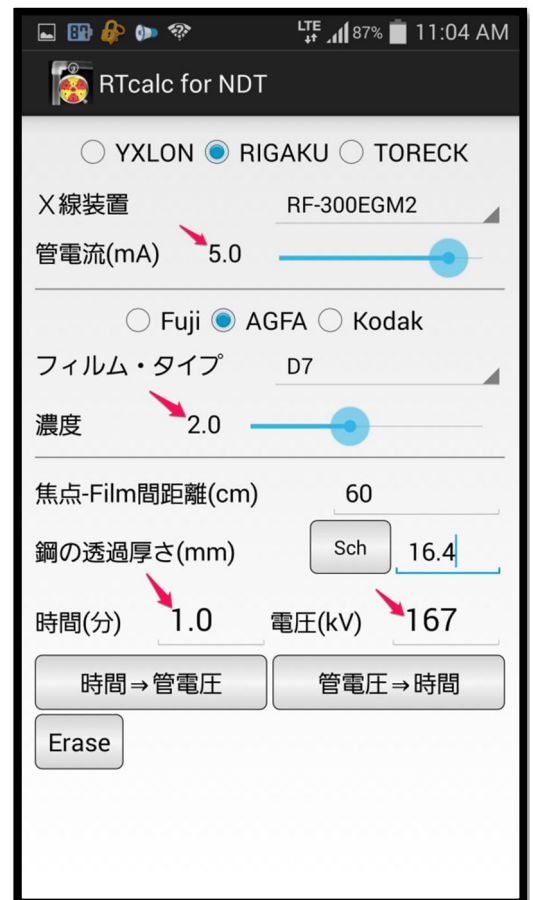 LTE 87% 11:04 AM
RTcalc for NDT
YXLON RIGAKU TORECK
X線装置 RF-300EGM2
管電流(mA) 5.0
Fuji AGFA Kodak
フィルム・タイプ D7
濃度 2.0
焦点-Film間距離(cm) 60
鋼の透過厚さ(mm) Sch 16.4
時間(分) 1.0 電圧(kV) 167
時間⇒管電圧 管電圧⇒時間
Erase